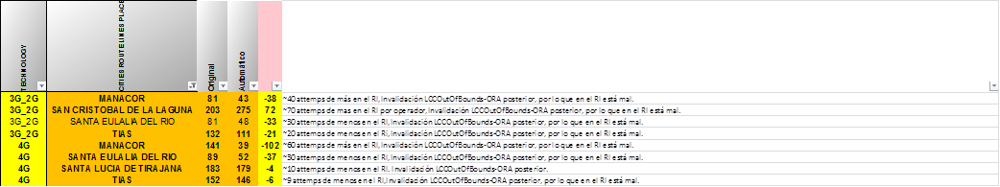 TECHNOLOGY CITIES ROUTE LINES PLACE Original Automático
3G_2G MANACOR 81 43 -38 ~40 attemps de más en el RI, Invalidación LCCOutOfBounds-ORA posterior, por lo que en el RI está mal.
3G_2G SAN CRISTOBAL DE LA LAGUNA 203 275 72 ~70 attemps de mas en el RI por operador, Invalidación LCCOutOfBounds-ORA posterior, por lo que en el RI está mal.
3G_2G SANTA EULALIA DEL RIO 81 48 -33 ~30 attemps de menos en el RI, Invalidación LCCOutOfBounds-ORA posterior, por lo que en el RI está mal.
3G_2G TIAS 132 111 -21 ~20 attemps de menos en el RI, Invalidación LCCOutOfBounds-ORA posterior, por lo que en el RI está mal.
4G MANACOR 141 39 -102 ~60 attemps de más en el RI, Invalidación LCCOutOfBounds-ORA posterior, por lo que en el RI está mal.
4G SANTA EULALIA DEL RIO 89 52 -37 ~30 attemps de menos en el RI, Invalidación LCCOutOfBounds-ORA posterior, por lo que en el RI está mal.
4G SANTA LUCIA DE TIRAJANA 183 179 -4 ~10 attemps de menos en el RI, Invalidación LCCOutOfBounds-ORA posterior.
4G TIAS 152 146 -6 ~9 attemps de menos en el RI, Invalidación LCCOutOfBounds-ORA posterior, por lo que en el RI está mal.